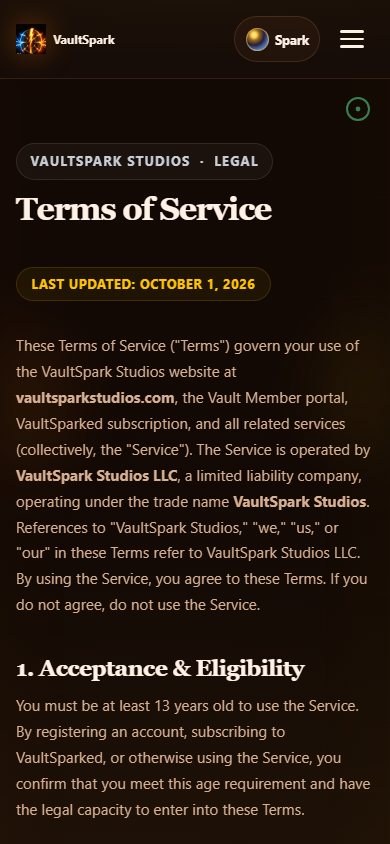 VaultSpark
Spark
VAULTSPARK STUDIOS · LEGAL
Terms of Service
LAST UPDATED: OCTOBER 1, 2026
These Terms of Service ("Terms") govern your use of
the VaultSpark Studios website at
vaultsparkstudios.com, the Vault Member portal,
VaultSparked subscription, and all related services
(collectively, the "Service"). The Service is operated by
VaultSpark Studios LLC, a limited liability company,
operating under the trade name VaultSpark Studios.
References to "VaultSpark Studios," "we," "us," or
"our" in these Terms refer to VaultSpark Studios LLC.
By using the Service, you agree to these Terms. If you
do not agree, do not use the Service.
1. Acceptance & Eligibility
You must be at least 13 years old to use the Service.
By registering an account, subscribing to
VaultSparked, or otherwise using the Service, you
confirm that you meet this age requirement and have
the legal capacity to enter into these Terms.